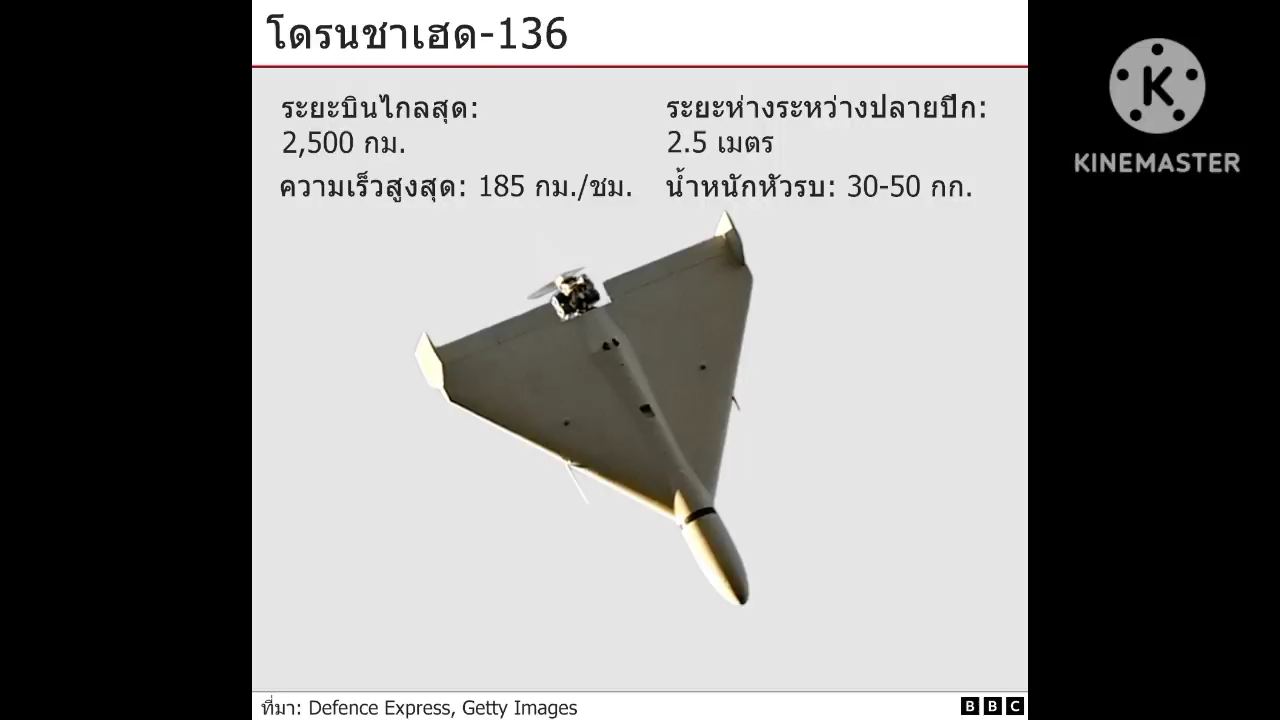 โดรนชาเฮด-136
ระยะบินไกลสุด:
2,500 กม.
ความเร็วสูงสุด: 185 กม./ชม.
ระยะห่างระหว่างปลายปีก:
2.5 เมตร
น้ำหนักหัวรบ: 30-50 กก.
K
KINEMASTER
ที่มา: Defence Express, Getty Images
BBC